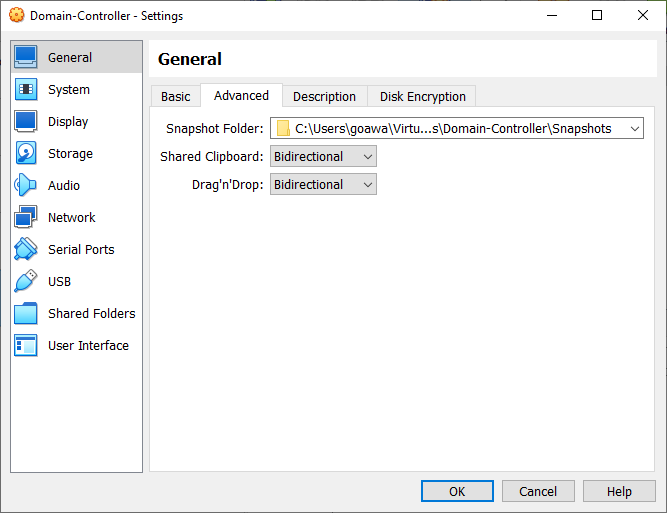 Domain-Controller - Settings
General
System
Display
Storage
Audio
Network
Serial Ports
USB
Shared Folders
User Interface
General
Basic Advanced Description Disk Encryption
Snapshot Folder: C:\Users\goawa\Virtu...s\Domain-Controller\Snapshots
Shared Clipboard: Bidirectional
Drag'n'Drop: Bidirectional
OK Cancel Help